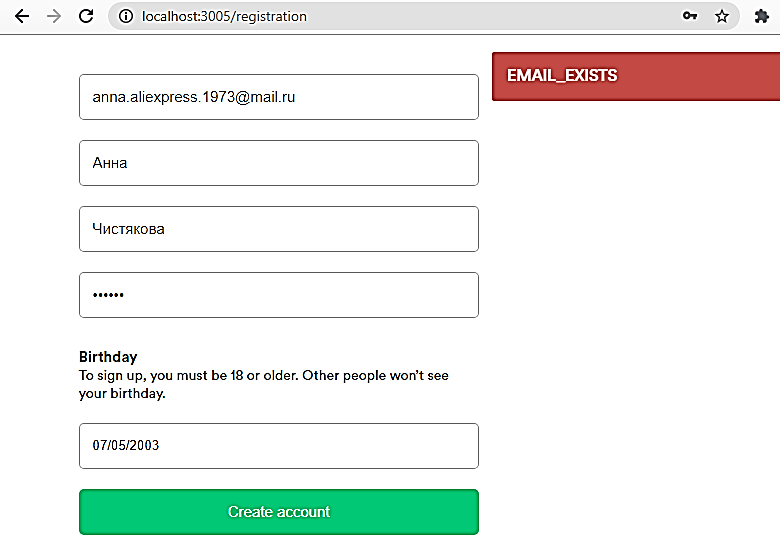 localhost:3005/registration
EMAIL_EXISTS
anna.aliexpress.1973@mail.ru
Анна
Чистякова
••••••
Birthday
To sign up, you must be 18 or older. Other people won’t see
your birthday.
07/05/2003
Create account